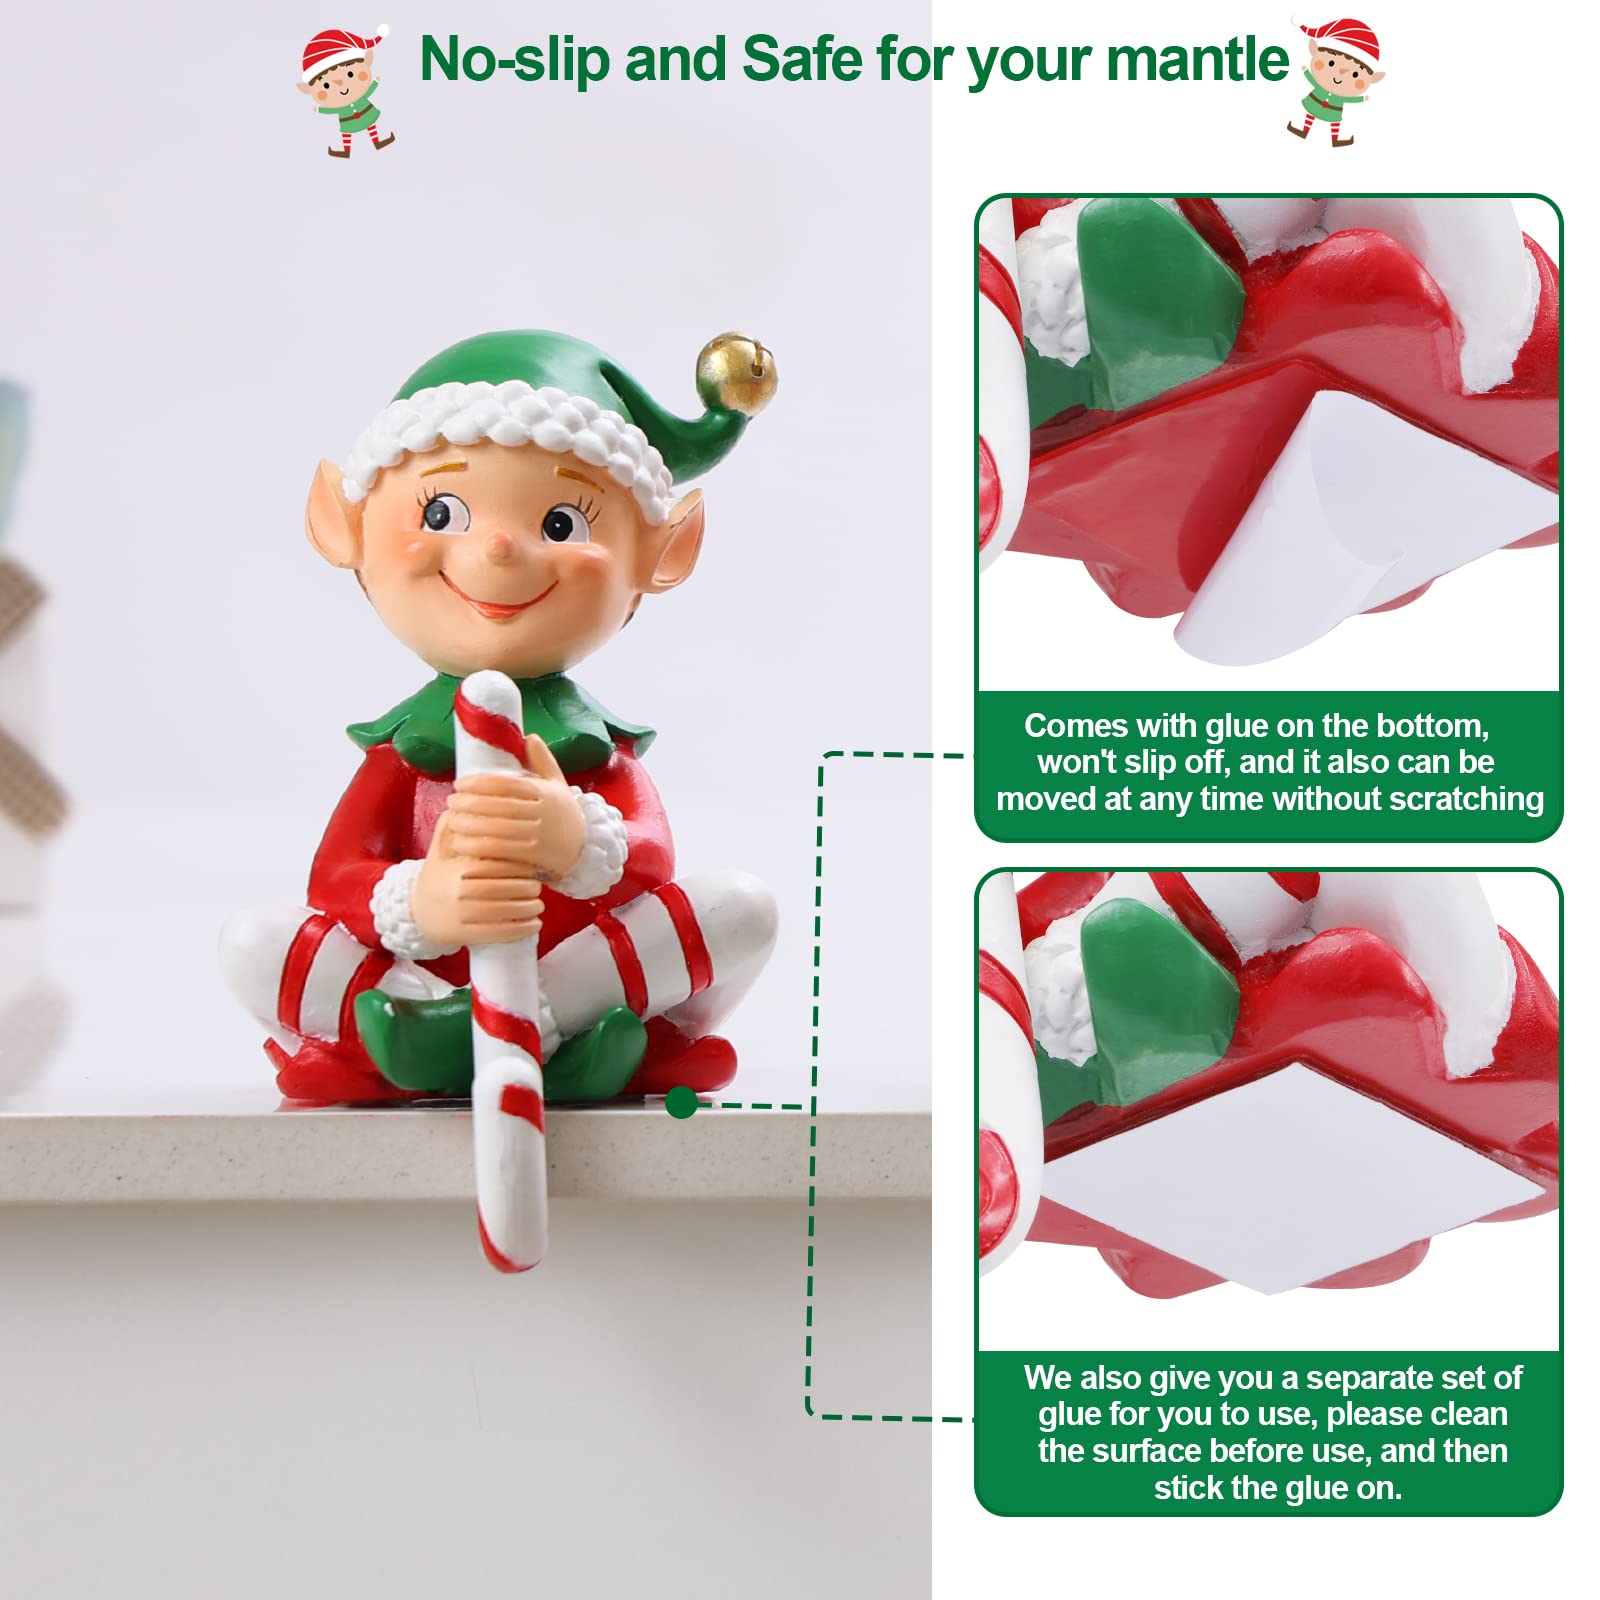 No-slip and Safe for your mantle
Comes with glue on the bottom,
won't slip off, and it also can be
moved at any time without scratching
We also give you a separate set of
glue for you to use, please clean
the surface before use, and then
stick the glue on.